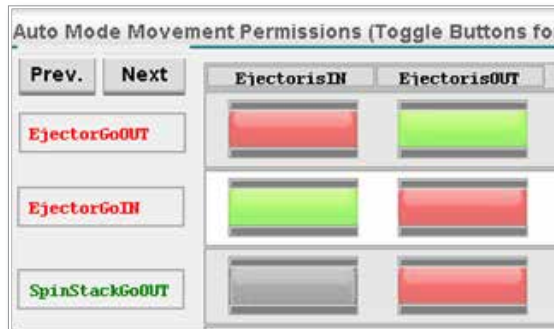 Auto Mode Movement Permissions (Toggle Buttons fo
Prev. Next EjectorisIN EjectorisOUT
EjectorGoOUT
EjectorGoIN
SpinStackGoOUT